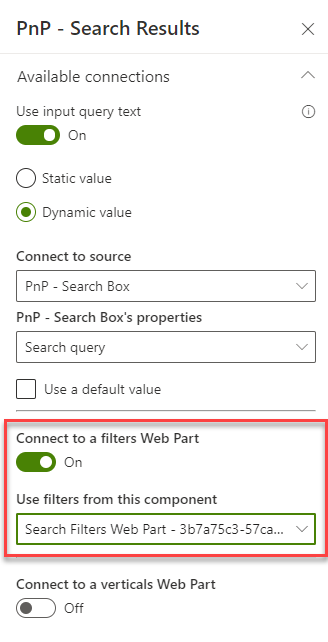 PnP - Search Results
Available connections
Use input query text
On
Static value
Dynamic value
Connect to source
PnP - Search Box
PnP - Search Box's properties
Search query
Use a default value
Connect to a filters Web Part
On
Use filters from this component
Search Filters Web Part - 3b7a75c3-57ca...
Connect to a verticals Web Part
Off